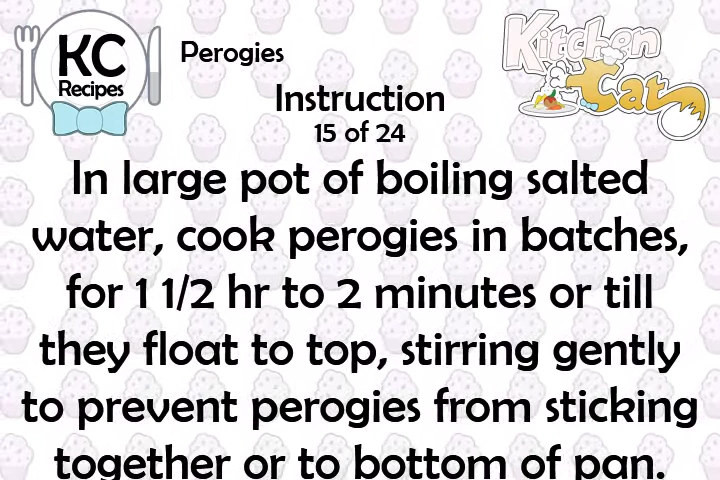 KC
Recipes
Perogies
Kitchen
Cat
Instruction
15 of 24
In large pot of boiling salted
water, cook perogies in batches,
for 1 1/2 hr to 2 minutes or till
they float to top, stirring gently
to prevent perogies from sticking
together or to bottom of pan.